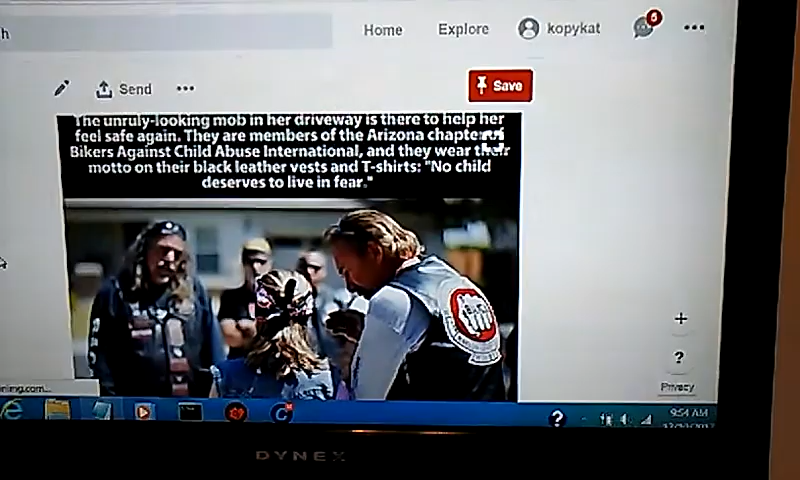 h
Home Explore kopykat 6
Send ••• Save
The unruly-looking mob in her driveway is there to help her
feel safe again. They are members of the Arizona chapter
Bikers Against Child Abuse International, and they wear their
motto on their black leather vests and T-shirts: "No child
deserves to live in fear."
+
?
Privacy
9:54 AM
DYNEX